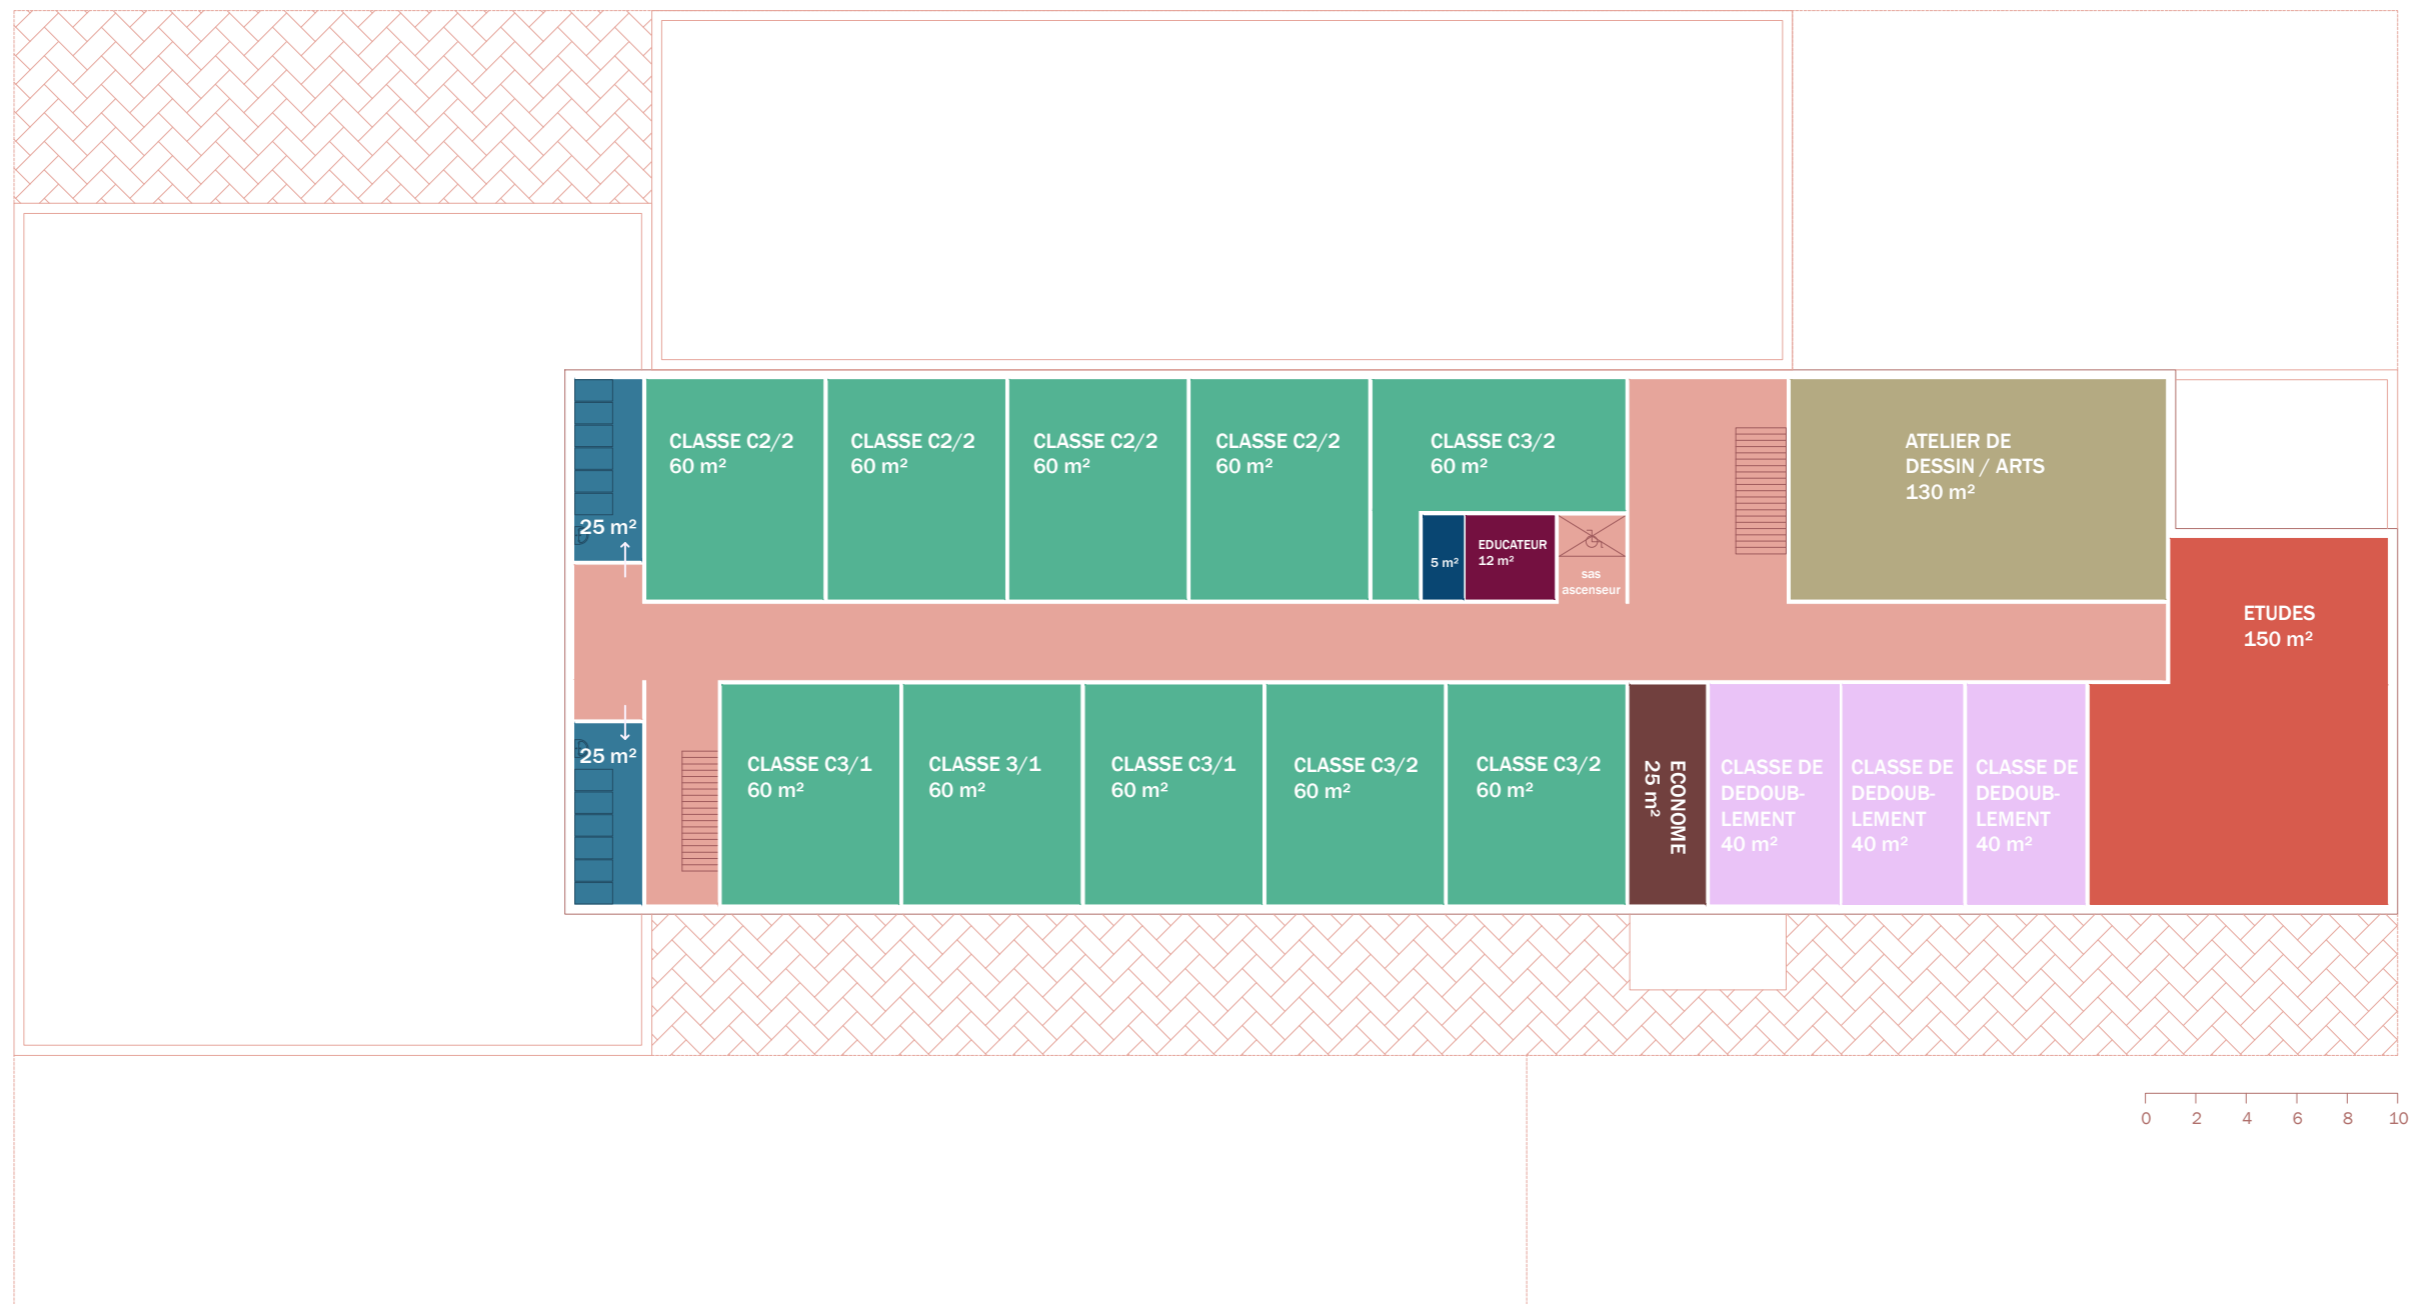 CLASSE C2/2
60 m²
CLASSE C2/2
60 m²
CLASSE C2/2
60 m²
CLASSE C2/2
60 m²
CLASSE C3/2
60 m²
ATELIER DE
DESSIN / ARTS
130 m²
25 m²
5 m²
EDUCATEUR
12 m²
sas
ascenseur
ETUDES
150 m²
25 m²
CLASSE C3/1
60 m²
CLASSE 3/1
60 m²
CLASSE C3/1
60 m²
CLASSE C3/2
60 m²
CLASSE C3/2
60 m²
ECONOME
25 m²
CLASSE DE
DEDOUB-
LEMENT
40 m²
CLASSE DE
DEDOUB-
LEMENT
40 m²
CLASSE DE
DEDOUB-
LEMENT
40 m²
0 2 4 6 8 10